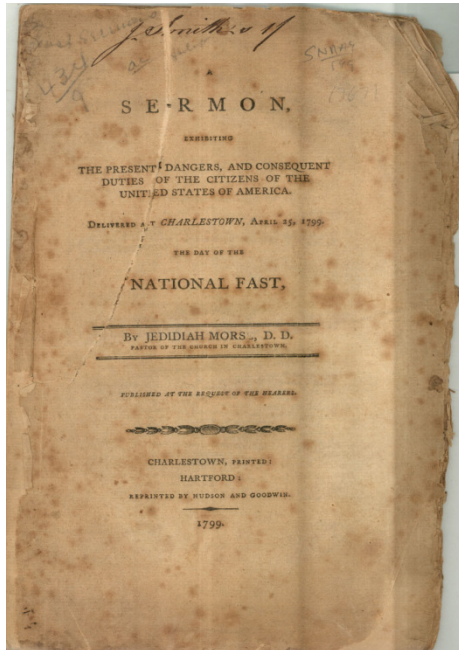 J. Smith's
A
SERMON,
EXHIBITING
THE PRESENT DANGERS, AND CONSEQUENT
DUTIES OF THE CITIZENS OF THE
UNITED STATES OF AMERICA.
DELIVERED AT CHARLESTOWN, APRIL 25, 1799.
THE DAY OF THE
NATIONAL FAST,
BY JEDIDIAH MORS., D. D.
PASTOR OF THE CHURCH IN CHARLESTOWN.
PUBLISHED AT THE REQUEST OF THE HEARERS.
CHARLESTOWN, PRINTED:
HARTFORD:
REPRINTED BY HUDSON AND GOODWIN.
1799.